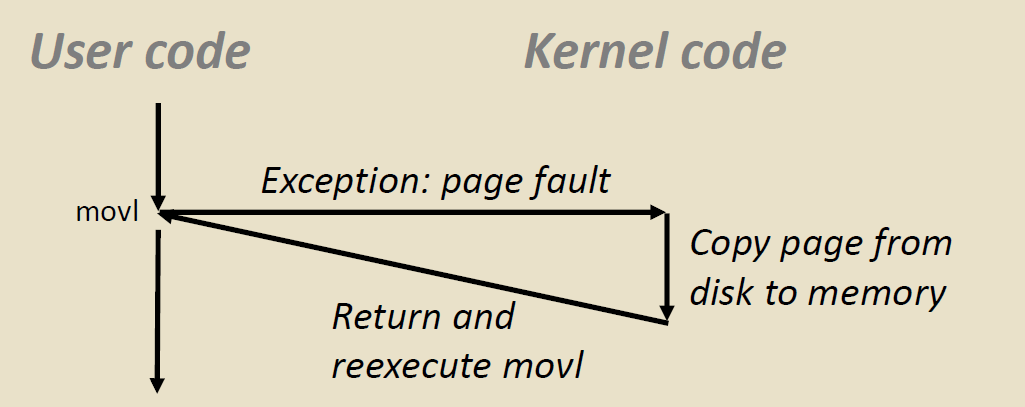 User code
Kernel code
Exception: page fault
movl
Copy page from
disk to memory
Return and
reexecute movl